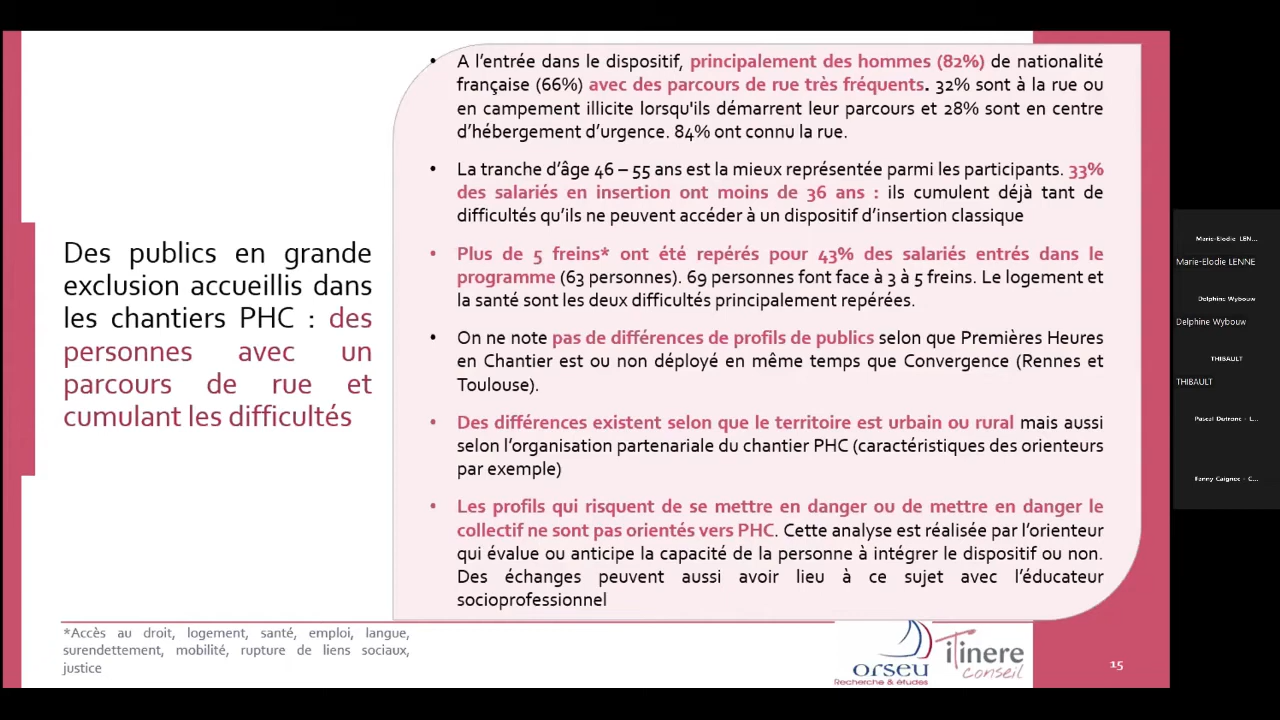 Des publics en grande
exclusion accueillis dans
les chantiers PHC : des
personnes avec un
parcours de rue et
cumulant les difficultés
• A l’entrée dans le dispositif, principalement des hommes (82%) de nationalité
française (66%) avec des parcours de rue très fréquents. 32% sont à la rue ou
en campement illicite lorsqu'ils démarrent leur parcours et 28% sont en centre
d’hébergement d’urgence. 84% ont connu la rue.
• La tranche d’âge 46 – 55 ans est la mieux représentée parmi les participants. 33%
des salariés en insertion ont moins de 36 ans : ils cumulent déjà tant de
difficultés qu’ils ne peuvent accéder à un dispositif d’insertion classique
• Plus de 5 freins* ont été repérés pour 43% des salariés entrés dans le
programme (63 personnes). 69 personnes font face à 3 à 5 freins. Le logement et
la santé sont les deux difficultés principalement repérées.
• On ne note pas de différences de profils de publics selon que Premières Heures
en Chantier est ou non déployé en même temps que Convergence (Rennes et
Toulouse).
• Des différences existent selon que le territoire est urbain ou rural mais aussi
selon l’organisation partenariale du chantier PHC (caractéristiques des orienteurs
par exemple)
• Les profils qui risquent de se mettre en danger ou de mettre en danger le
collectif ne sont pas orientés vers PHC. Cette analyse est réalisée par l’orienteur
qui évalue ou anticipe la capacité de la personne à intégrer le dispositif ou non.
Des échanges peuvent aussi avoir lieu à ce sujet avec l’éducateur
socioprofessionnel
*Accès au droit, logement, santé, emploi, langue,
surendettement, mobilité, rupture de liens sociaux,
justice
orseu
Recherche & études
iTinere
conseil
15
Marie-Elodie LEN...
Marie-Elodie LENNE
Delphine Wybouw
Delphine Wybouw
THIBAULT
THIBAULT
Pascal Dutronc - L...
Fanny Caignec - C...